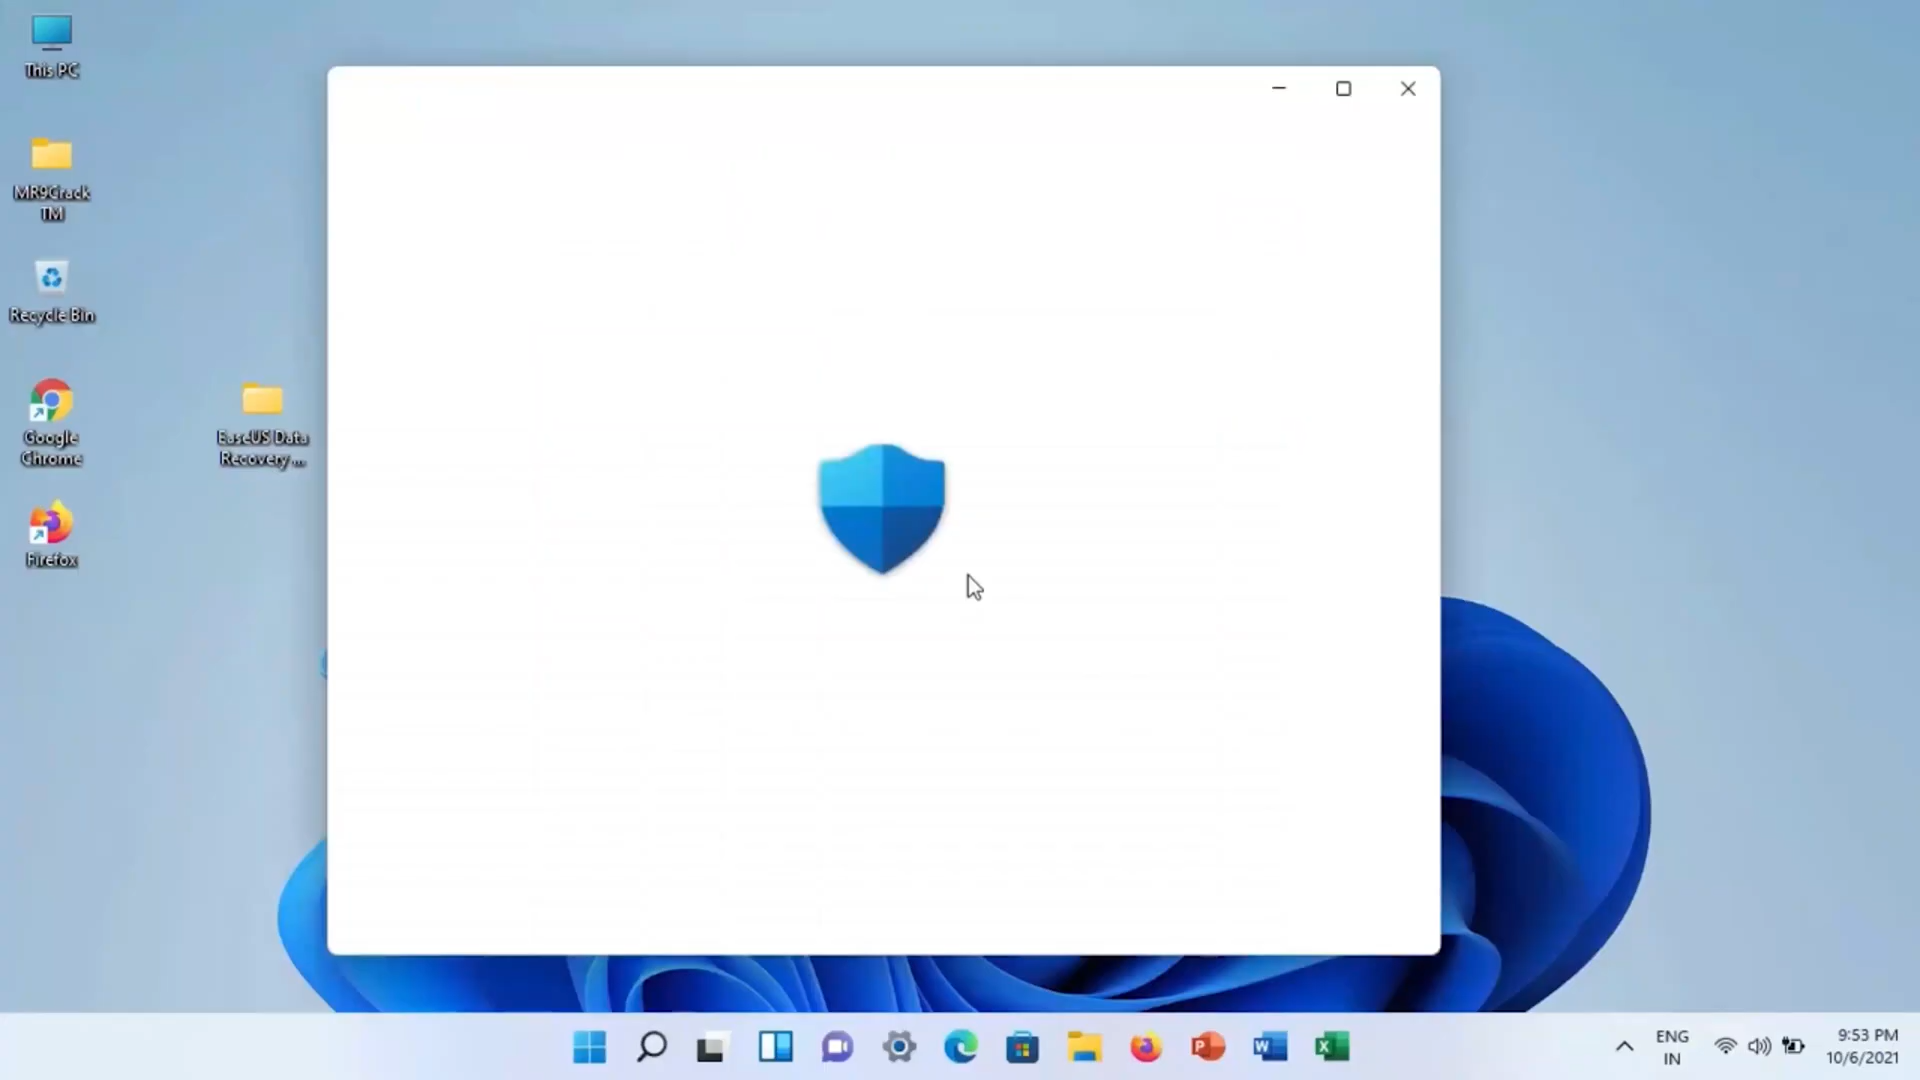 This PC
MR9Crack
TM
Recycle Bin
Google
Chrome
EaseUS Data
Recovery ...
Firefox
ENG
IN
9:53 PM
10/6/2021